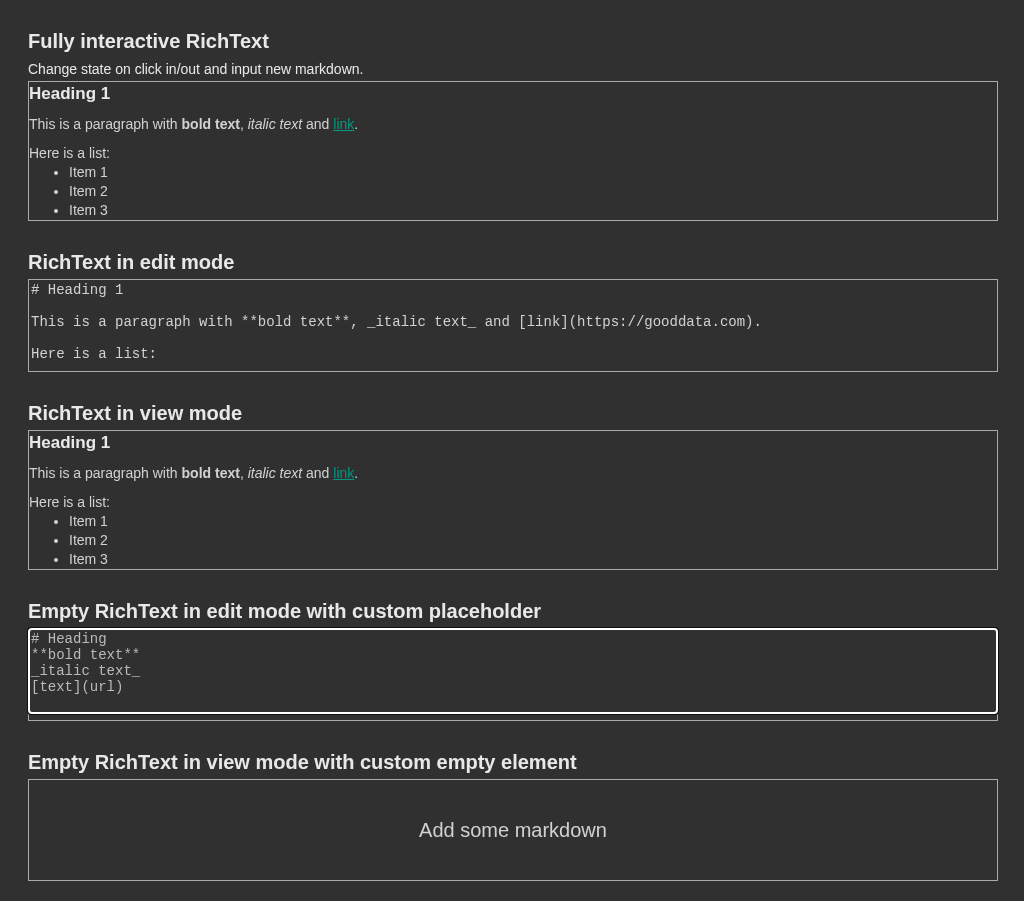 Fully interactive RichText
Change state on click in/out and input new markdown.
Heading 1
This is a paragraph with bold text, italic text and link.
Here is a list:
• Item 1
• Item 2
• Item 3
RichText in edit mode
# Heading 1
This is a paragraph with **bold text**, _italic text_ and [link](https://gooddata.com).
Here is a list:
RichText in view mode
Heading 1
This is a paragraph with bold text, italic text and link.
Here is a list:
• Item 1
• Item 2
• Item 3
Empty RichText in edit mode with custom placeholder
# Heading
**bold text**
_italic text_
[text](url)
Empty RichText in view mode with custom empty element
Add some markdown